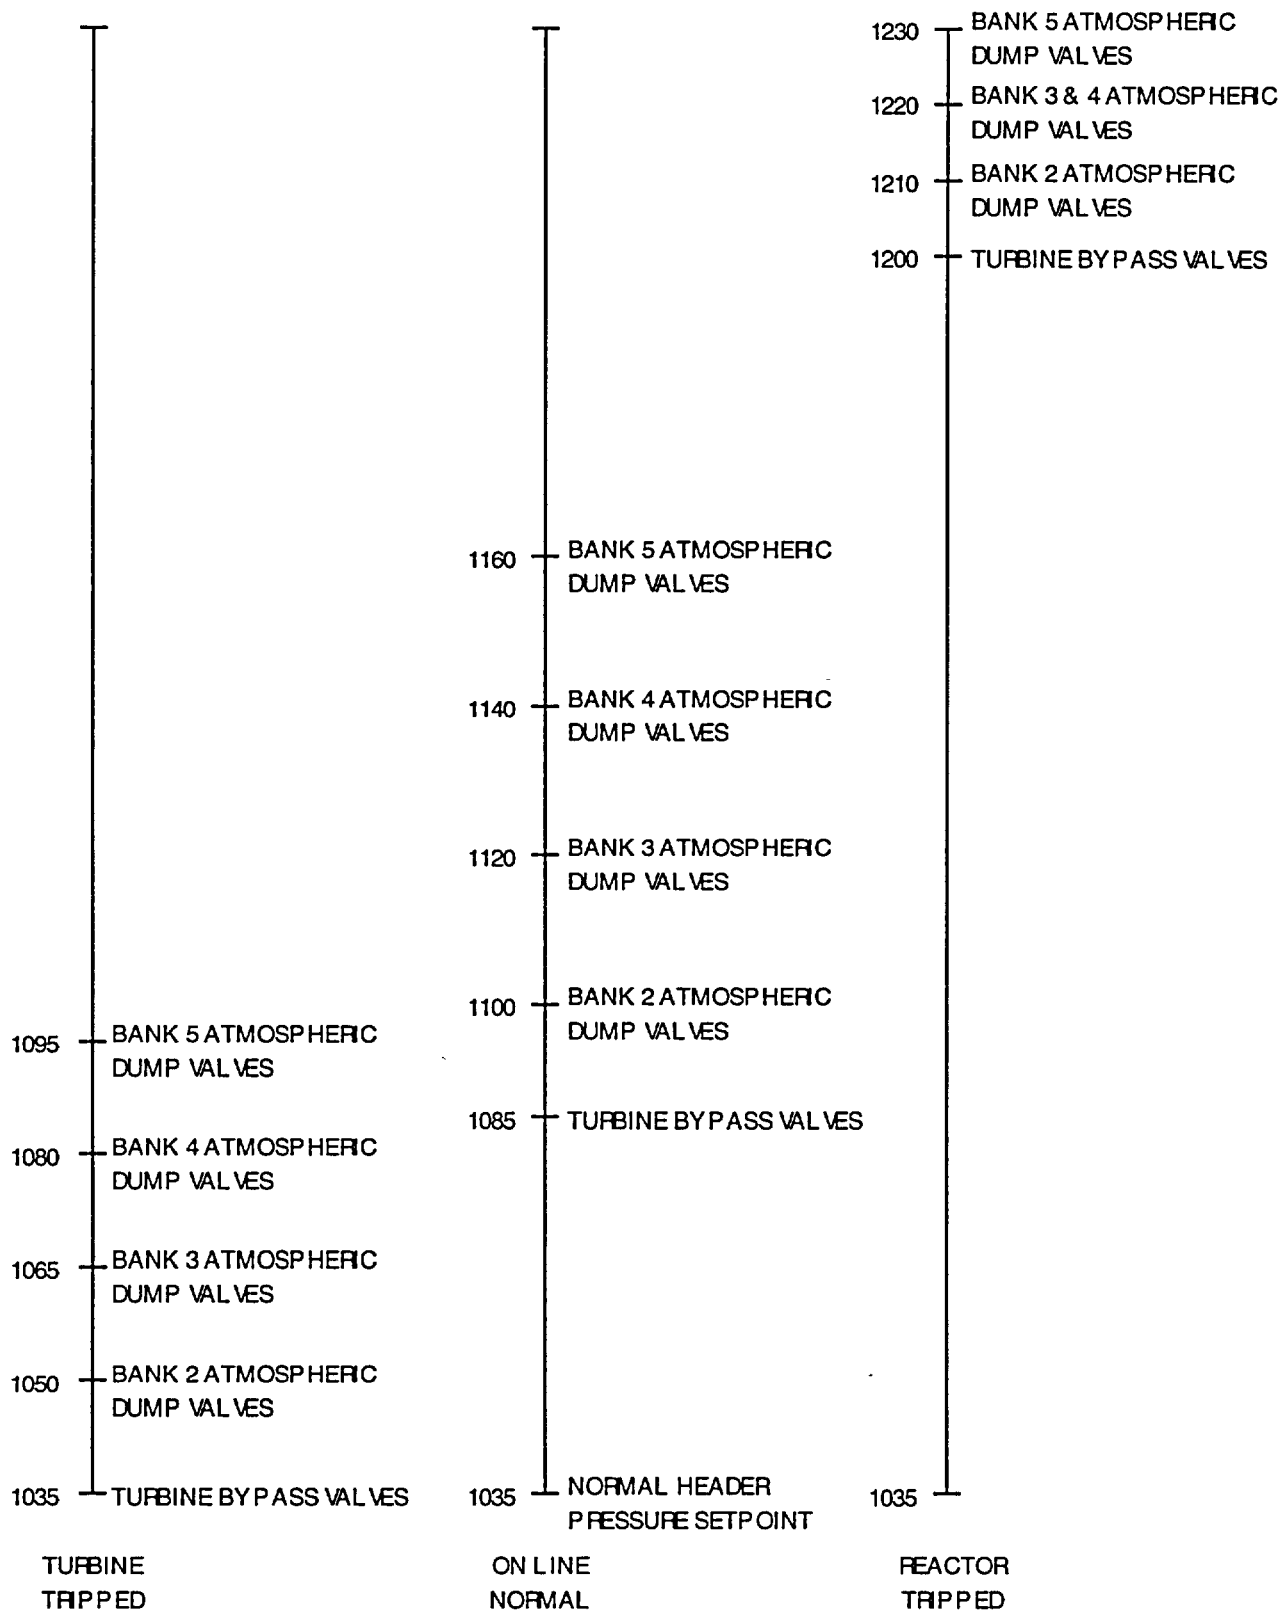 1095 BANK 5 ATMOSPHERIC
DUMP VALVES
1080 BANK 4 ATMOSPHERIC
DUMP VALVES
1065 BANK 3 ATMOSPHERIC
DUMP VALVES
1050 BANK 2 ATMOSPHERIC
DUMP VALVES
1035 TURBINE BYPASS VALVES
TURBINE
TRIPPED
1160 BANK 5 ATMOSPHERIC
DUMP VALVES
1140 BANK 4 ATMOSPHERIC
DUMP VALVES
1120 BANK 3 ATMOSPHERIC
DUMP VALVES
1100 BANK 2 ATMOSPHERIC
DUMP VALVES
1085 TURBINE BYPASS VALVES
1035 NORMAL HEADER
PRESSURE SETPOINT
ON LINE
NORMAL
1230 BANK 5 ATMOSPHERIC
DUMP VALVES
1220 BANK 3 & 4 ATMOSPHERIC
DUMP VALVES
1210 BANK 2 ATMOSPHERIC
DUMP VALVES
1200 TURBINE BYPASS VALVES
1035
REACTOR
TRIPPED